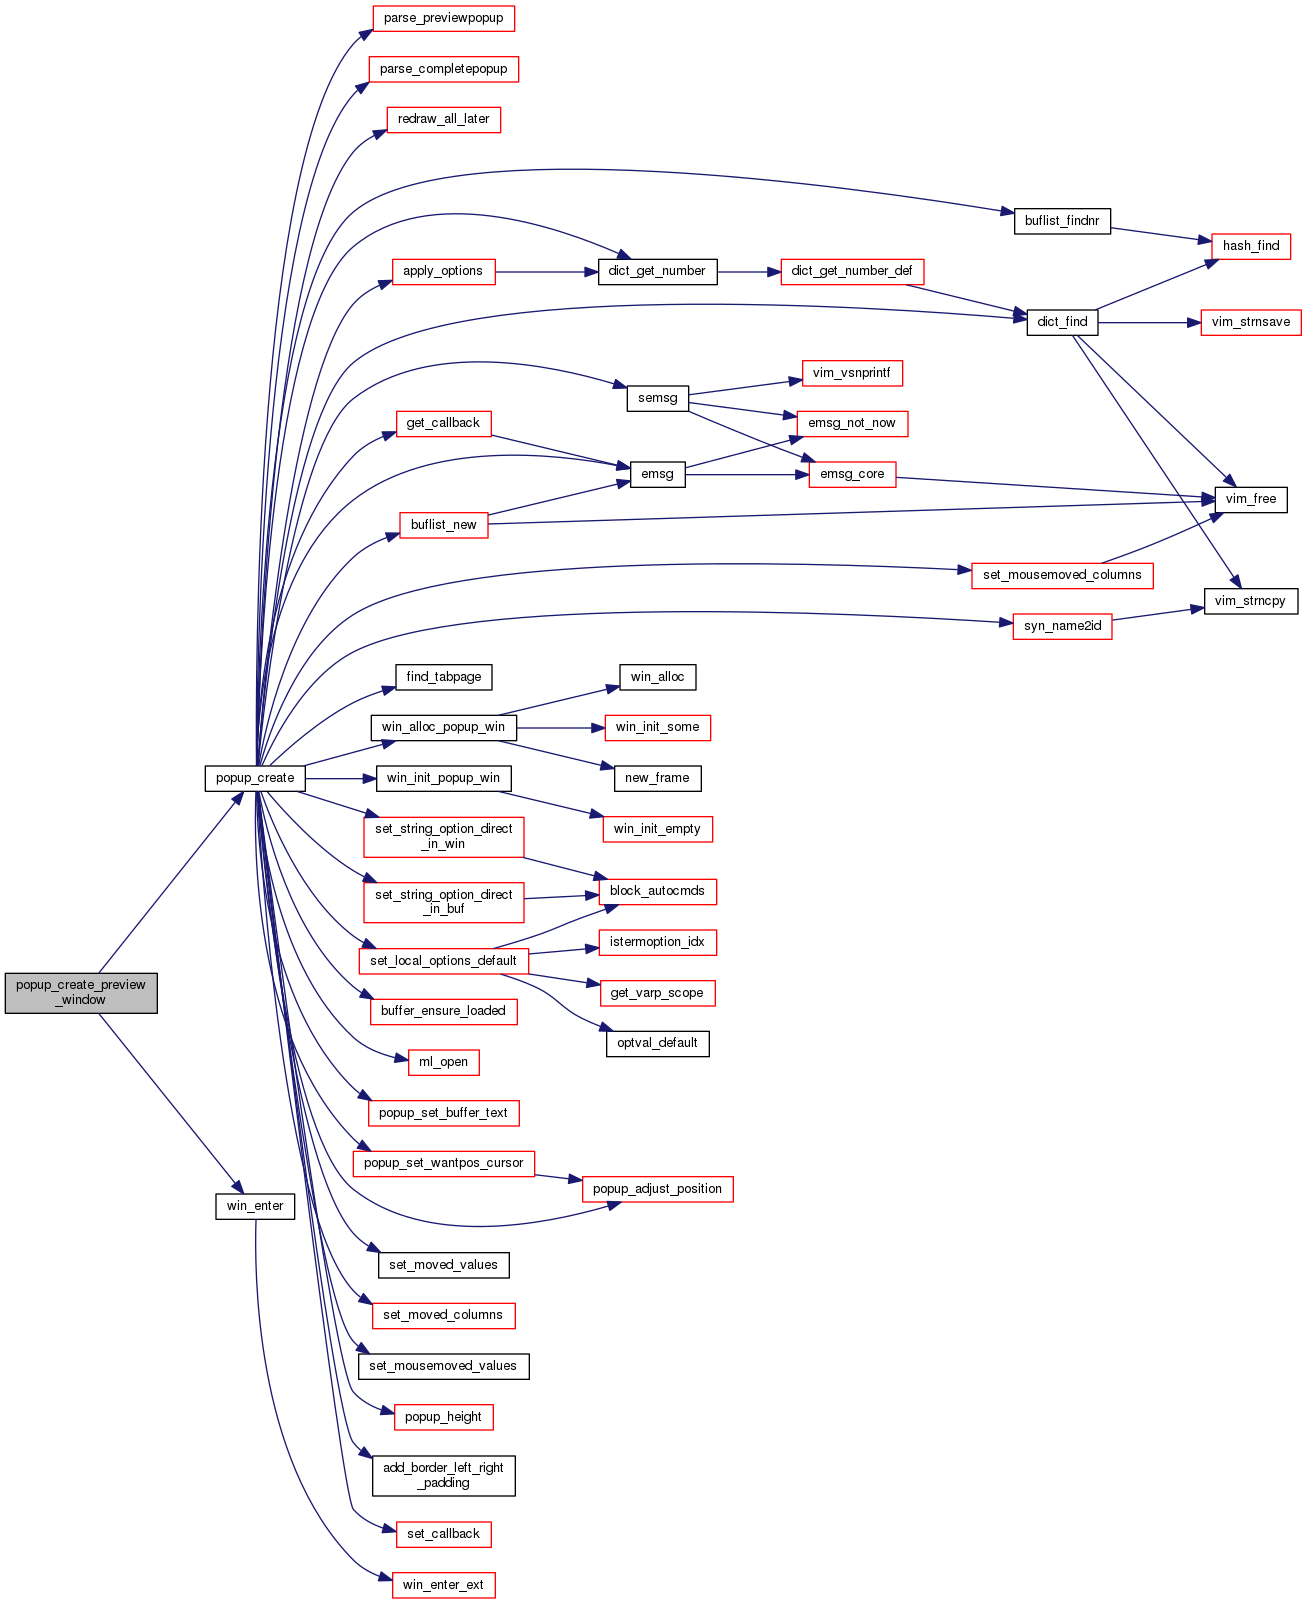 parse_previewpopup
parse_completepopup
redraw_all_later
buflist_findnr
hash_find
apply_options
dict_get_number
dict_get_number_def
dict_find
vim_strnsave
vim_vsnprintf
semsg
get_callback
emsg_not_now
emsg
emsg_core
vim_free
buflist_new
set_mousemoved_columns
vim_strncpy
syn_name2id
find_tabpage
win_alloc
win_alloc_popup_win
win_init_some
popup_create
win_init_popup_win
new_frame
set_string_option_direct
_in_win
win_init_empty
set_string_option_direct
_in_buf
block_autocmds
istermoption_idx
set_local_options_default
popup_create_preview
_window
get_varp_scope
buffer_ensure_loaded
optval_default
ml_open
popup_set_buffer_text
popup_set_wantpos_cursor
popup_adjust_position
win_enter
set_moved_values
set_moved_columns
set_mousemoved_values
popup_height
add_border_left_right
_padding
set_callback
win_enter_ext